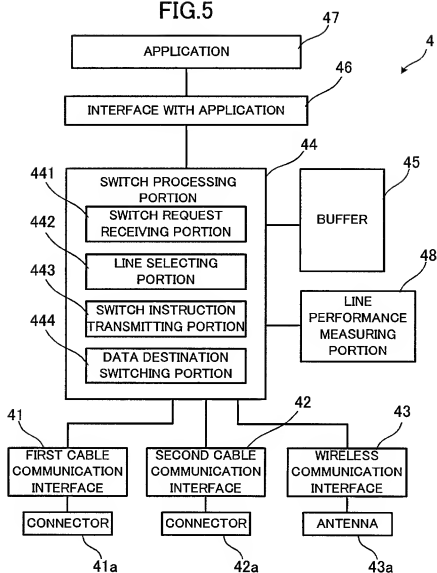 FIG.5
47
APPLICATION
4
46
INTERFACE WITH APPLICATION
44
441
SWITCH PROCESSING
PORTION
45
SWITCH REQUEST
RECEIVING PORTION
BUFFER
442
LINE SELECTING
PORTION
443
48
SWITCH INSTRUCTION
TRANSMITTING PORTION
LINE
PERFORMANCE
MEASURING
PORTION
444
DATA DESTINATION
SWITCHING PORTION
41
42
43
FIRST CABLE
COMMUNICATION
INTERFACE
SECOND CABLE
COMMUNICATION
INTERFACE
WIRELESS
COMMUNICATION
INTERFACE
CONNECTOR
CONNECTOR
ANTENNA
41a
42a
43a